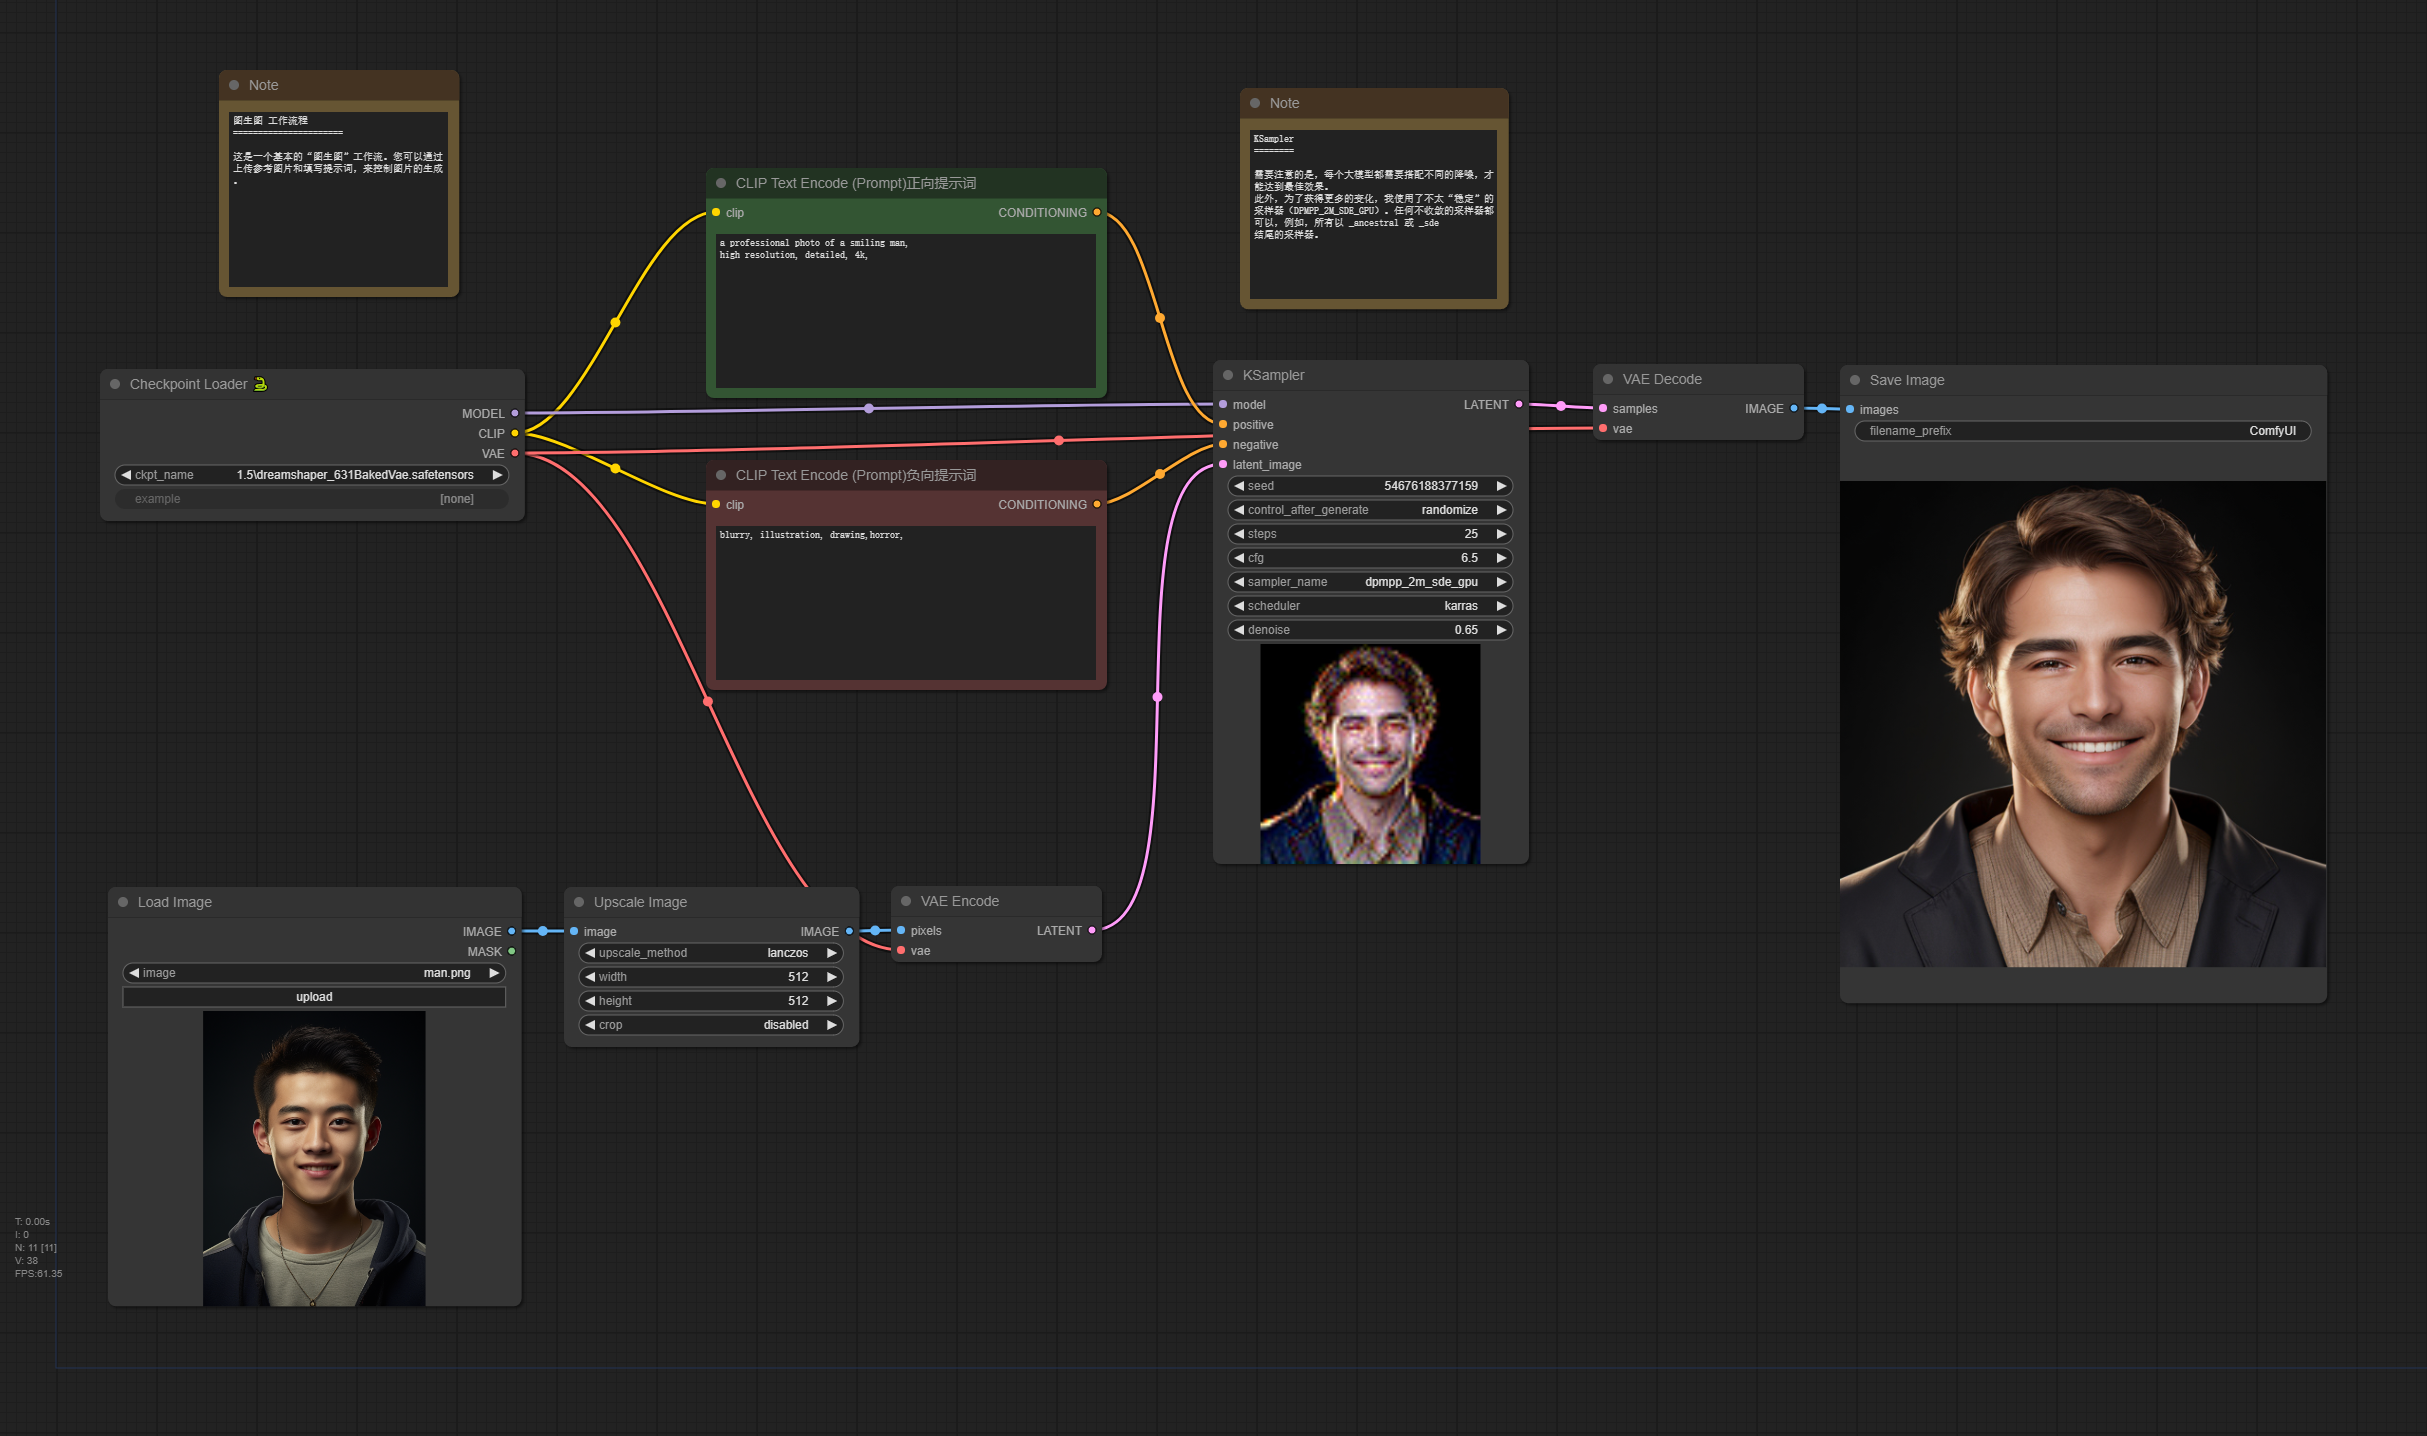 Note
图生图 工作流程
======================
这是一个基本的“图生图”工作流。您可以通过
上传参考图片和填写提示词，来控制图片的生成
。
Note
KSampler
========
需要注意的是，每个大模型都需要搭配不同的降噪，才
能达到最佳效果。
此外，为了获得更多的变化，我使用了不太“稳定”的
采样器（DPMPP_2M_SDE_GPU）。任何不收敛的采样器都
可以，例如，所有以 _ancestral 或 _sde
结尾的采样器。
CLIP Text Encode (Prompt)正向提示词
clip
CONDITIONING
a professional photo of a smiling man,
high resolution, detailed, 4k,
Checkpoint Loader 🐍
MODEL
CLIP
VAE
ckpt_name 1.5\dreamshaper_631BakedVae.safetensors
example [none]
CLIP Text Encode (Prompt)负向提示词
clip
CONDITIONING
blurry, illustration, drawing,horror,
KSampler
model
LATENT
positive
negative
latent_image
seed 54676188377159
control_after_generate randomize
steps 25
cfg 6.5
sampler_name dpmpp_2m_sde_gpu
scheduler karras
denoise 0.65
VAE Decode
samples
IMAGE
vae
Save Image
images
filename_prefix ComfyUI
Load Image
IMAGE
MASK
image man.png
upload
Upscale Image
image
IMAGE
upscale_method lanczos
width 512
height 512
crop disabled
VAE Encode
pixels
LATENT
vae
T: 0.00s
I: 0
N: 11 [11]
V: 38
FPS:61.35